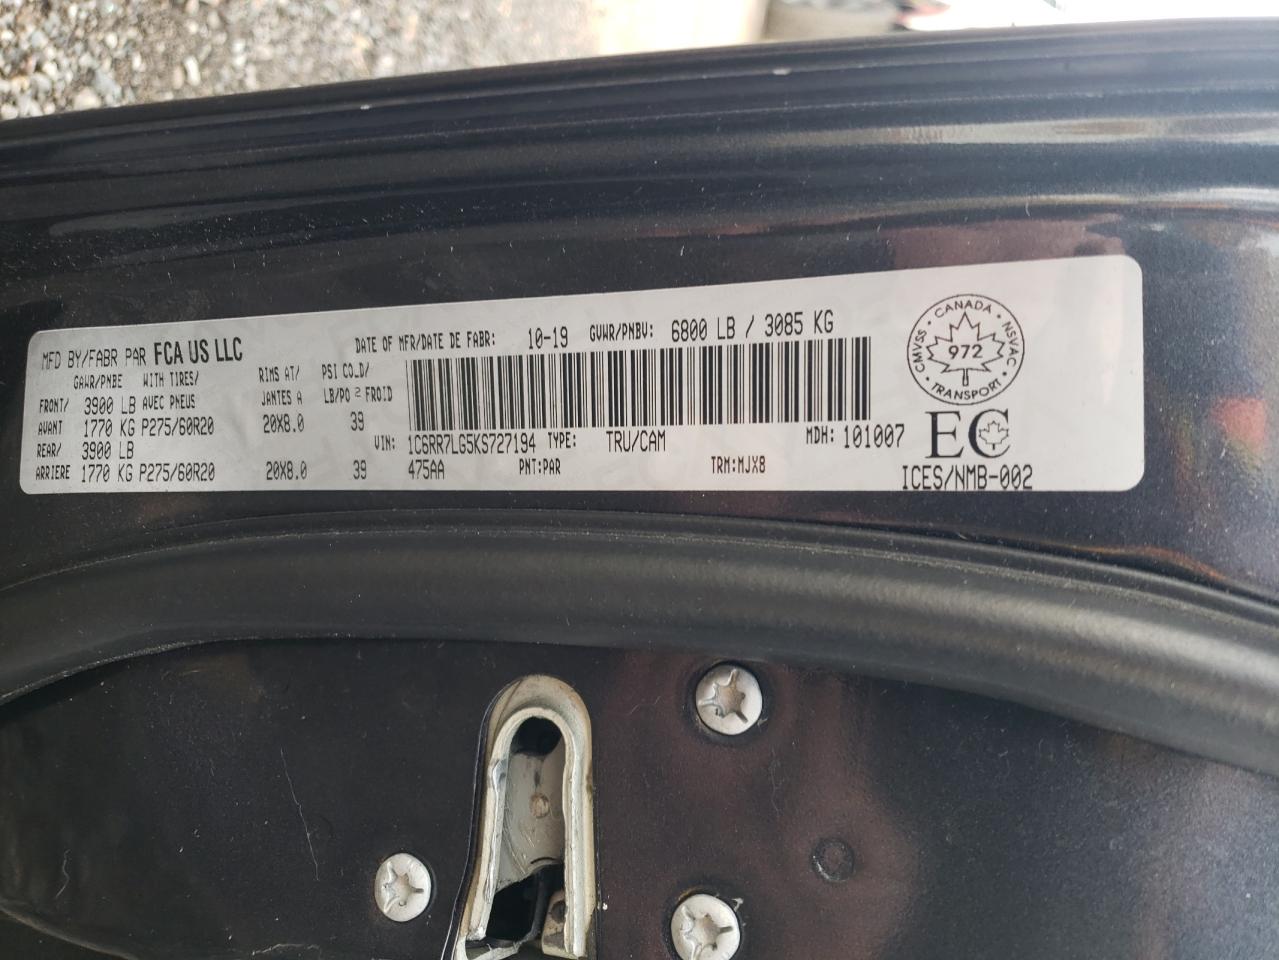 MFD BY/FABR PAR FCA US LLC DATE OF MFR/DATE DE FABR: 10-19 GVWR/PNBV: 6800 LB / 3085 KG
GAWR/PNBE WITH TIRES/ RIMS AT/ PSI COLD/
FRONT/ 3900 LB AVEC PNEUS JANTES A LB/PO 2 FROID
AVANT 1770 KG P275/60R20 20X8.0 39
REAR/ 3900 LB VIN: 1C6RR7LG5KS727194 TYPE: TRU/CAM MDH: 101007
ARRIERE 1770 KG P275/60R20 20X8.0 39 475AA PNT:PAR TRM:MJX8
CANADA
CMVSS • NSVAC
972
TRANSPORT
EC
ICES/NMB-002